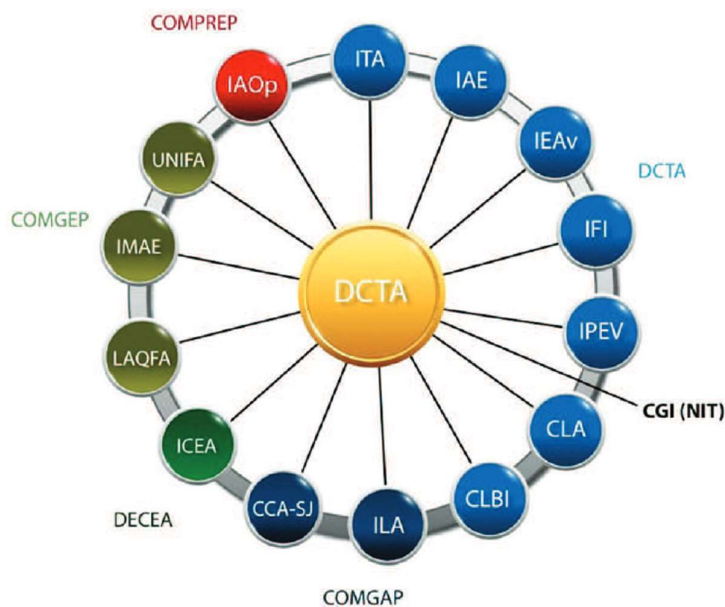 COMPREP
IAOp
ITA
IAE
IEAv
DCTA
IFI
IPEV
CGI (NIT)
CLA
CLBI
ILA
COMGAP
CCA-SJ
DECEA
ICEA
LAQFA
IMAE
COMGEP
UNIFA
DCTA